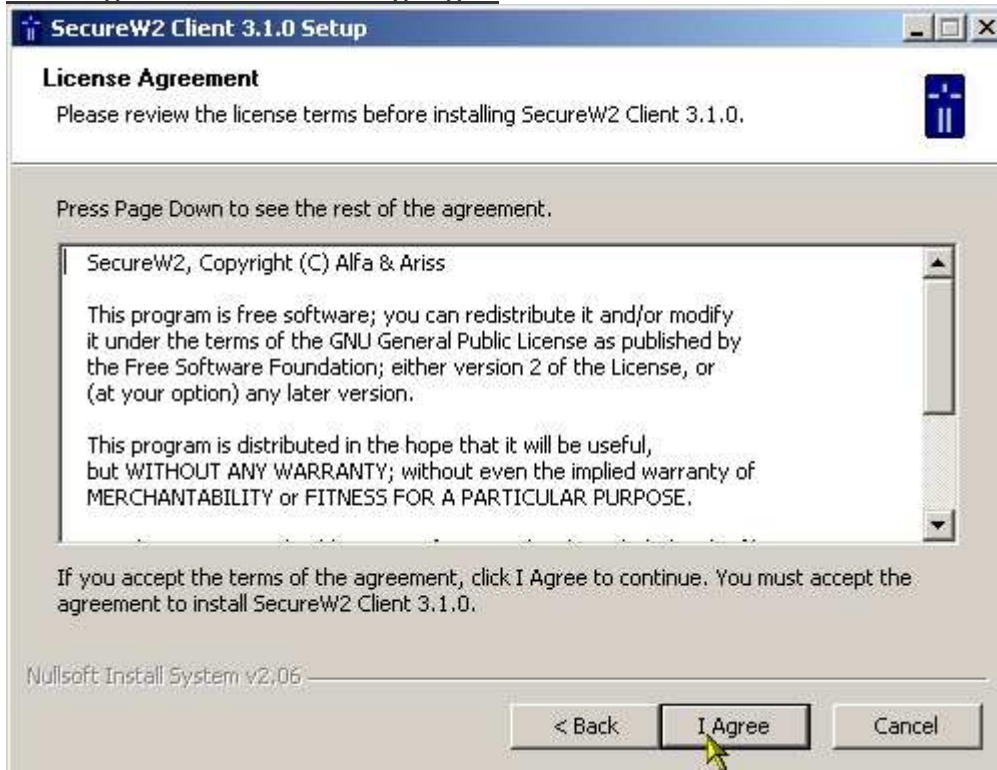 SecureW2 Client 3.1.0 Setup
License Agreement
Please review the license terms before installing SecureW2 Client 3.1.0.
Press Page Down to see the rest of the agreement.
SecureW2, Copyright (C) Alfa & Ariss
This program is free software; you can redistribute it and/or modify
it under the terms of the GNU General Public License as published by
the Free Software Foundation; either version 2 of the License, or
(at your option) any later version.
This program is distributed in the hope that it will be useful,
but WITHOUT ANY WARRANTY; without even the implied warranty of
MERCHANTABILITY or FITNESS FOR A PARTICULAR PURPOSE.
If you accept the terms of the agreement, click I Agree to continue. You must accept the
agreement to install SecureW2 Client 3.1.0.
Nullsoft Install System v2.06
< Back I Agree Cancel